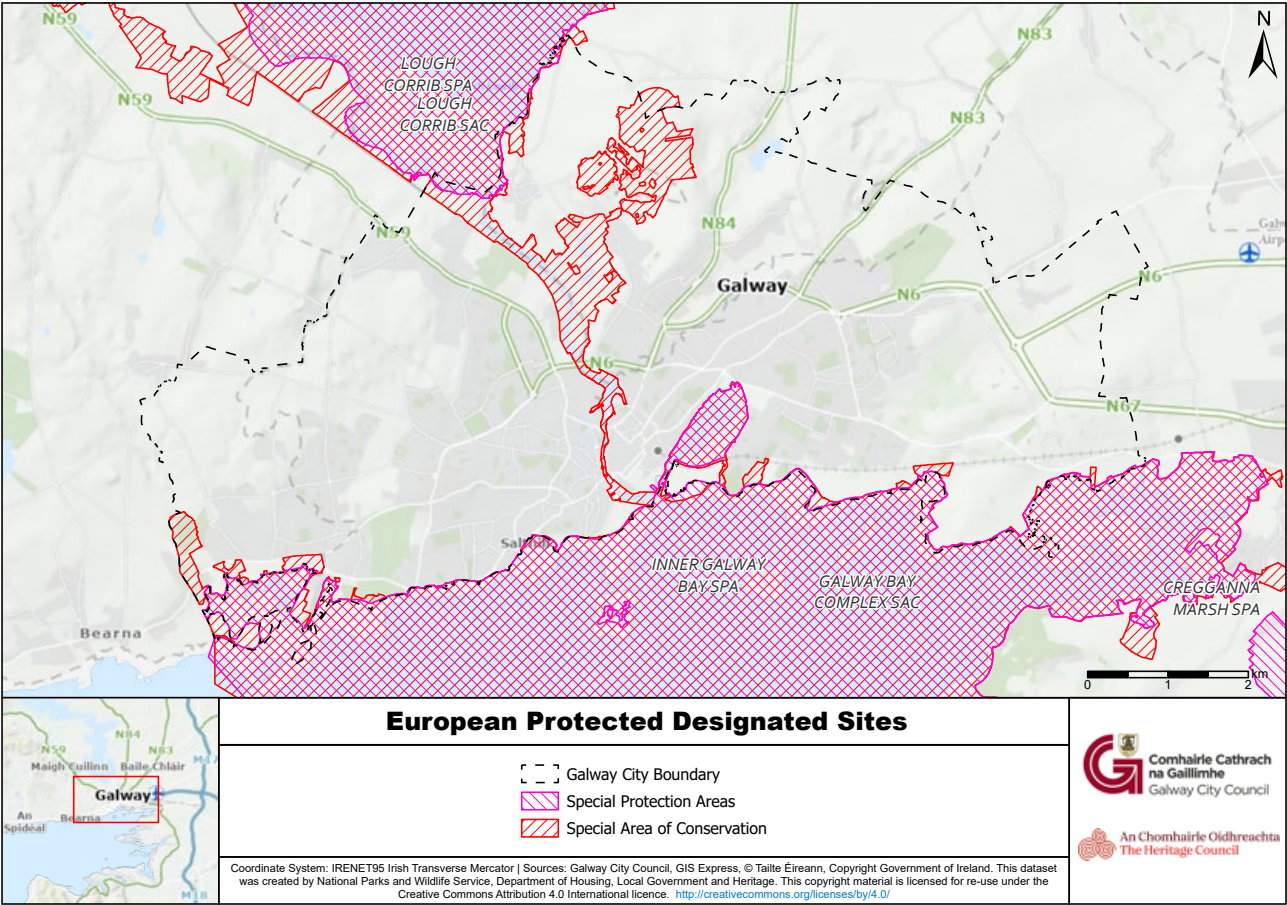 N59
N83
N
LOUGH
CORRIB SPA
LOUGH
CORRIB SAC
N59
N83
N84
N59
Galway
Galway
N6
N6
N6
N67
Salthill
INNER GALWAY
BAY SPA
GALWAY BAY
COMPLEX SAC
CREGGANNA
MARSH SPA
Bearna
km
0 1 2
European Protected Designated Sites
Galway City Boundary
Special Protection Areas
Special Area of Conservation
Coordinate System: IRENET95 Irish Transverse Mercator | Sources: Galway City Council, GIS Express, © Tailte Éireann, Copyright Government of Ireland. This dataset
was created by National Parks and Wildlife Service, Department of Housing, Local Government and Heritage. This copyright material is licensed for re-use under the
Creative Commons Attribution 4.0 International licence. http://creativecommons.org/licenses/by/4.0/
N84
N59
N83
M17
Maigh Cuilinn Baile Chláir
Galway
An
Spidéal
Bearna
M18
Comhairle Cathrach
na Gaillimhe
Galway City Council
An Chomhairle Oidhreachta
The Heritage Council